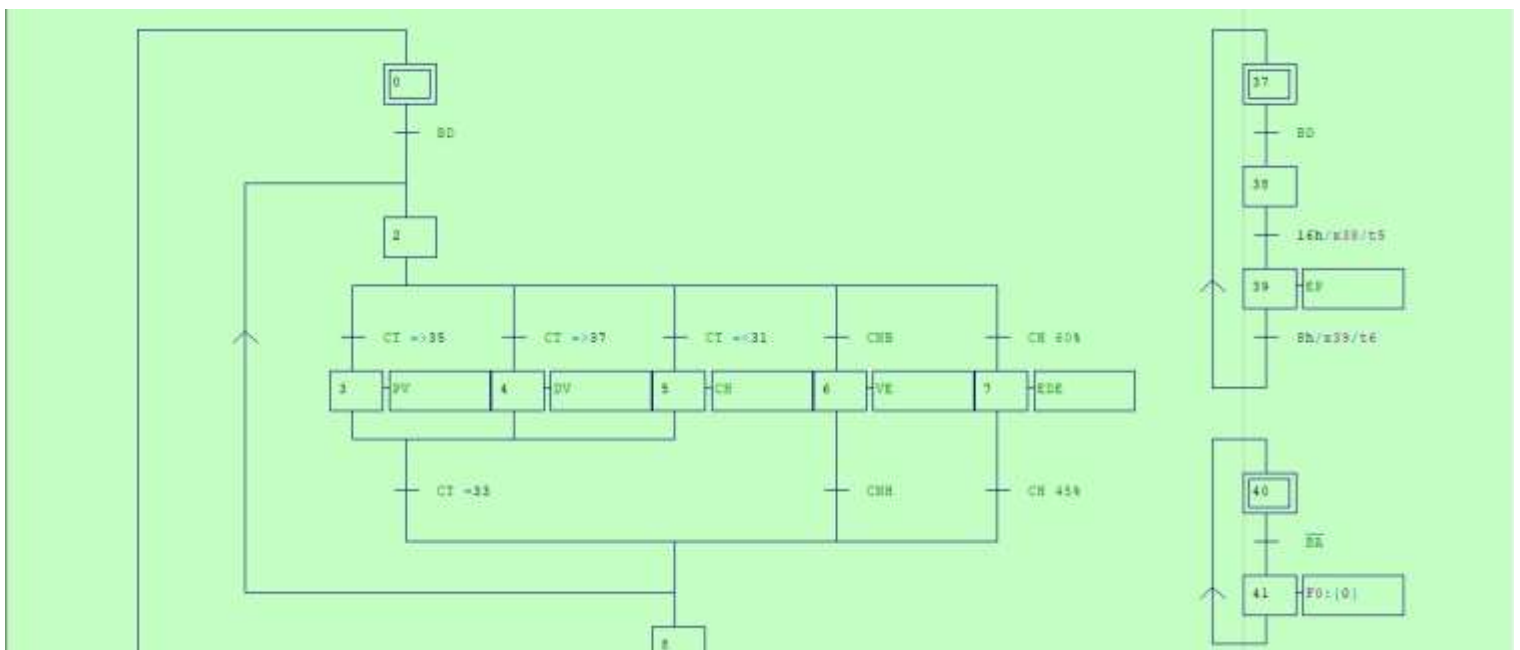 0
37
BD
BD
38
2
16h/x38/t5
39 EP
CT =>35 CT =>37 CT =<31 CNB CH 60%
8h/x39/t6
3 PV 4 DV 5 CH 6 VE 7 EDE
CT =33 CNH CH 45%
40
BA
41 F0:(0)
8